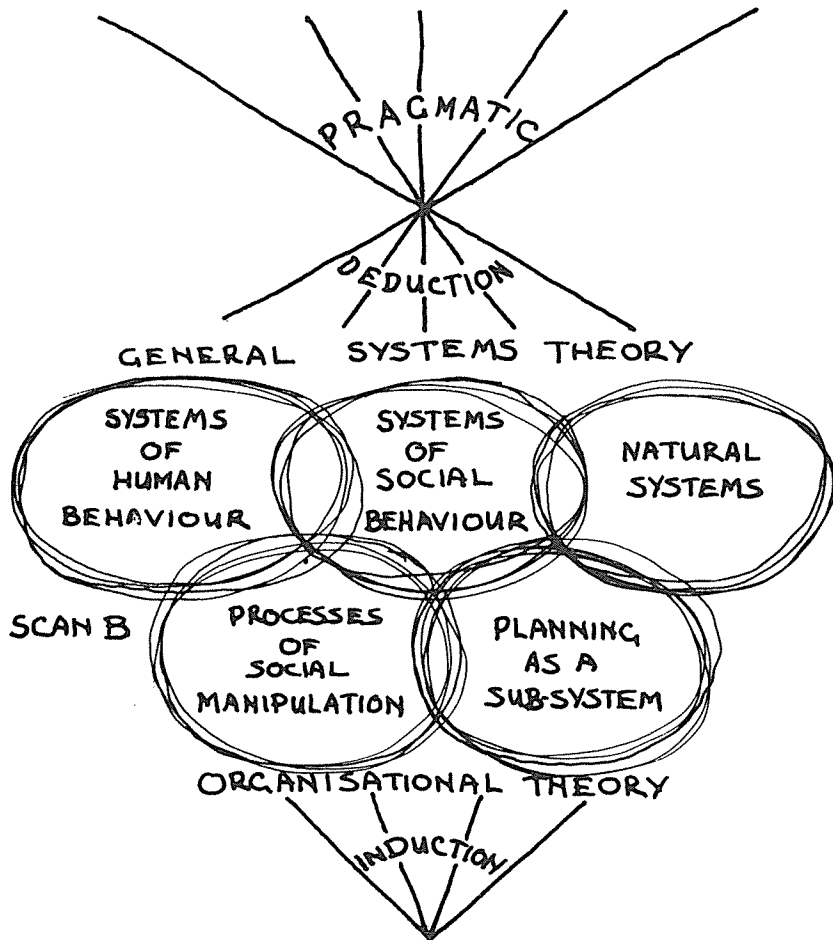 PRAGMATIC
DEDUCTION
GENERAL SYSTEMS THEORY
SYSTEMS
OF
HUMAN
BEHAVIOUR
SYSTEMS
OF
SOCIAL
BEHAVIOUR
NATURAL
SYSTEMS
SCAN B
PROCESSES
OF
SOCIAL
MANIPULATION
PLANNING
AS A
SUB-SYSTEM
ORGANISATIONAL THEORY
INDUCTION